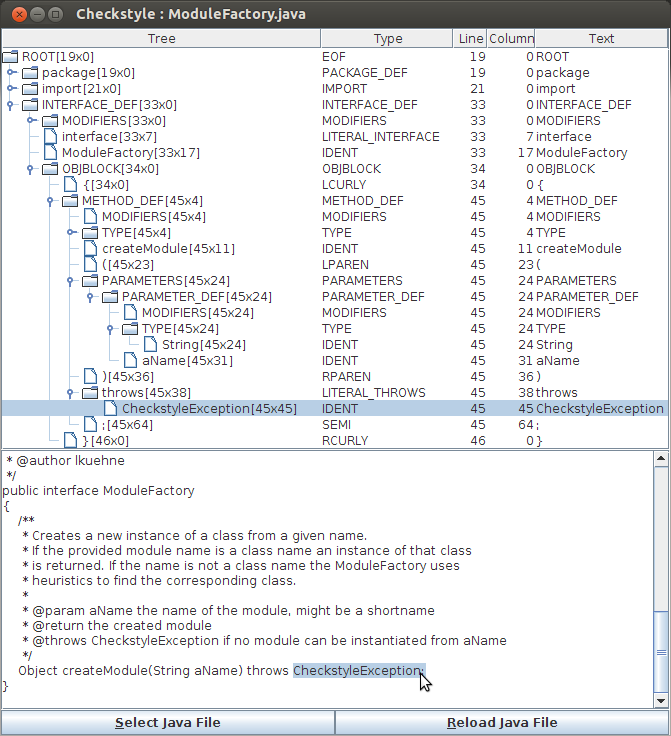 Checkstyle : ModuleFactory.java
Tree Type Line Column Text
ROOT[19x0] EOF 19 0 ROOT
package[19x0] PACKAGE_DEF 19 0 package
import[21x0] IMPORT 21 0 import
INTERFACE_DEF[33x0] INTERFACE_DEF 33 0 INTERFACE_DEF
MODIFIERS[33x0] MODIFIERS 33 0 MODIFIERS
interface[33x7] LITERAL_INTERFACE 33 7 interface
ModuleFactory[33x17] IDENT 33 17 ModuleFactory
OBJBLOCK[34x0] OBJBLOCK 34 0 OBJBLOCK
{[34x0] LCURLY 34 0 {
METHOD_DEF[45x4] METHOD_DEF 45 4 METHOD_DEF
MODIFIERS[45x4] MODIFIERS 45 4 MODIFIERS
TYPE[45x4] TYPE 45 4 TYPE
createModule[45x11] IDENT 45 11 createModule
([45x23] LPAREN 45 23 (
PARAMETERS[45x24] PARAMETERS 45 24 PARAMETERS
PARAMETER_DEF[45x24] PARAMETER_DEF 45 24 PARAMETER_DEF
MODIFIERS[45x24] MODIFIERS 45 24 MODIFIERS
TYPE[45x24] TYPE 45 24 TYPE
String[45x24] IDENT 45 24 String
aName[45x31] IDENT 45 31 aName
)[45x36] RPAREN 45 36 )
throws[45x38] LITERAL_THROWS 45 38 throws
CheckstyleException[45x45] IDENT 45 45 CheckstyleException
;[45x64] SEMI 45 64 ;
}[46x0] RCURLY 46 0 }
* @author lkuehne
*/
public interface ModuleFactory
{
/**
* Creates a new instance of a class from a given name.
* If the provided module name is a class name an instance of that class
* is returned. If the name is not a class name the ModuleFactory uses
* heuristics to find the corresponding class.
*
* @param aName the name of the module, might be a shortname
* @return the created module
* @throws CheckstyleException if no module can be instantiated from aName
*/
Object createModule(String aName) throws CheckstyleException;
}
Select Java File
Reload Java File